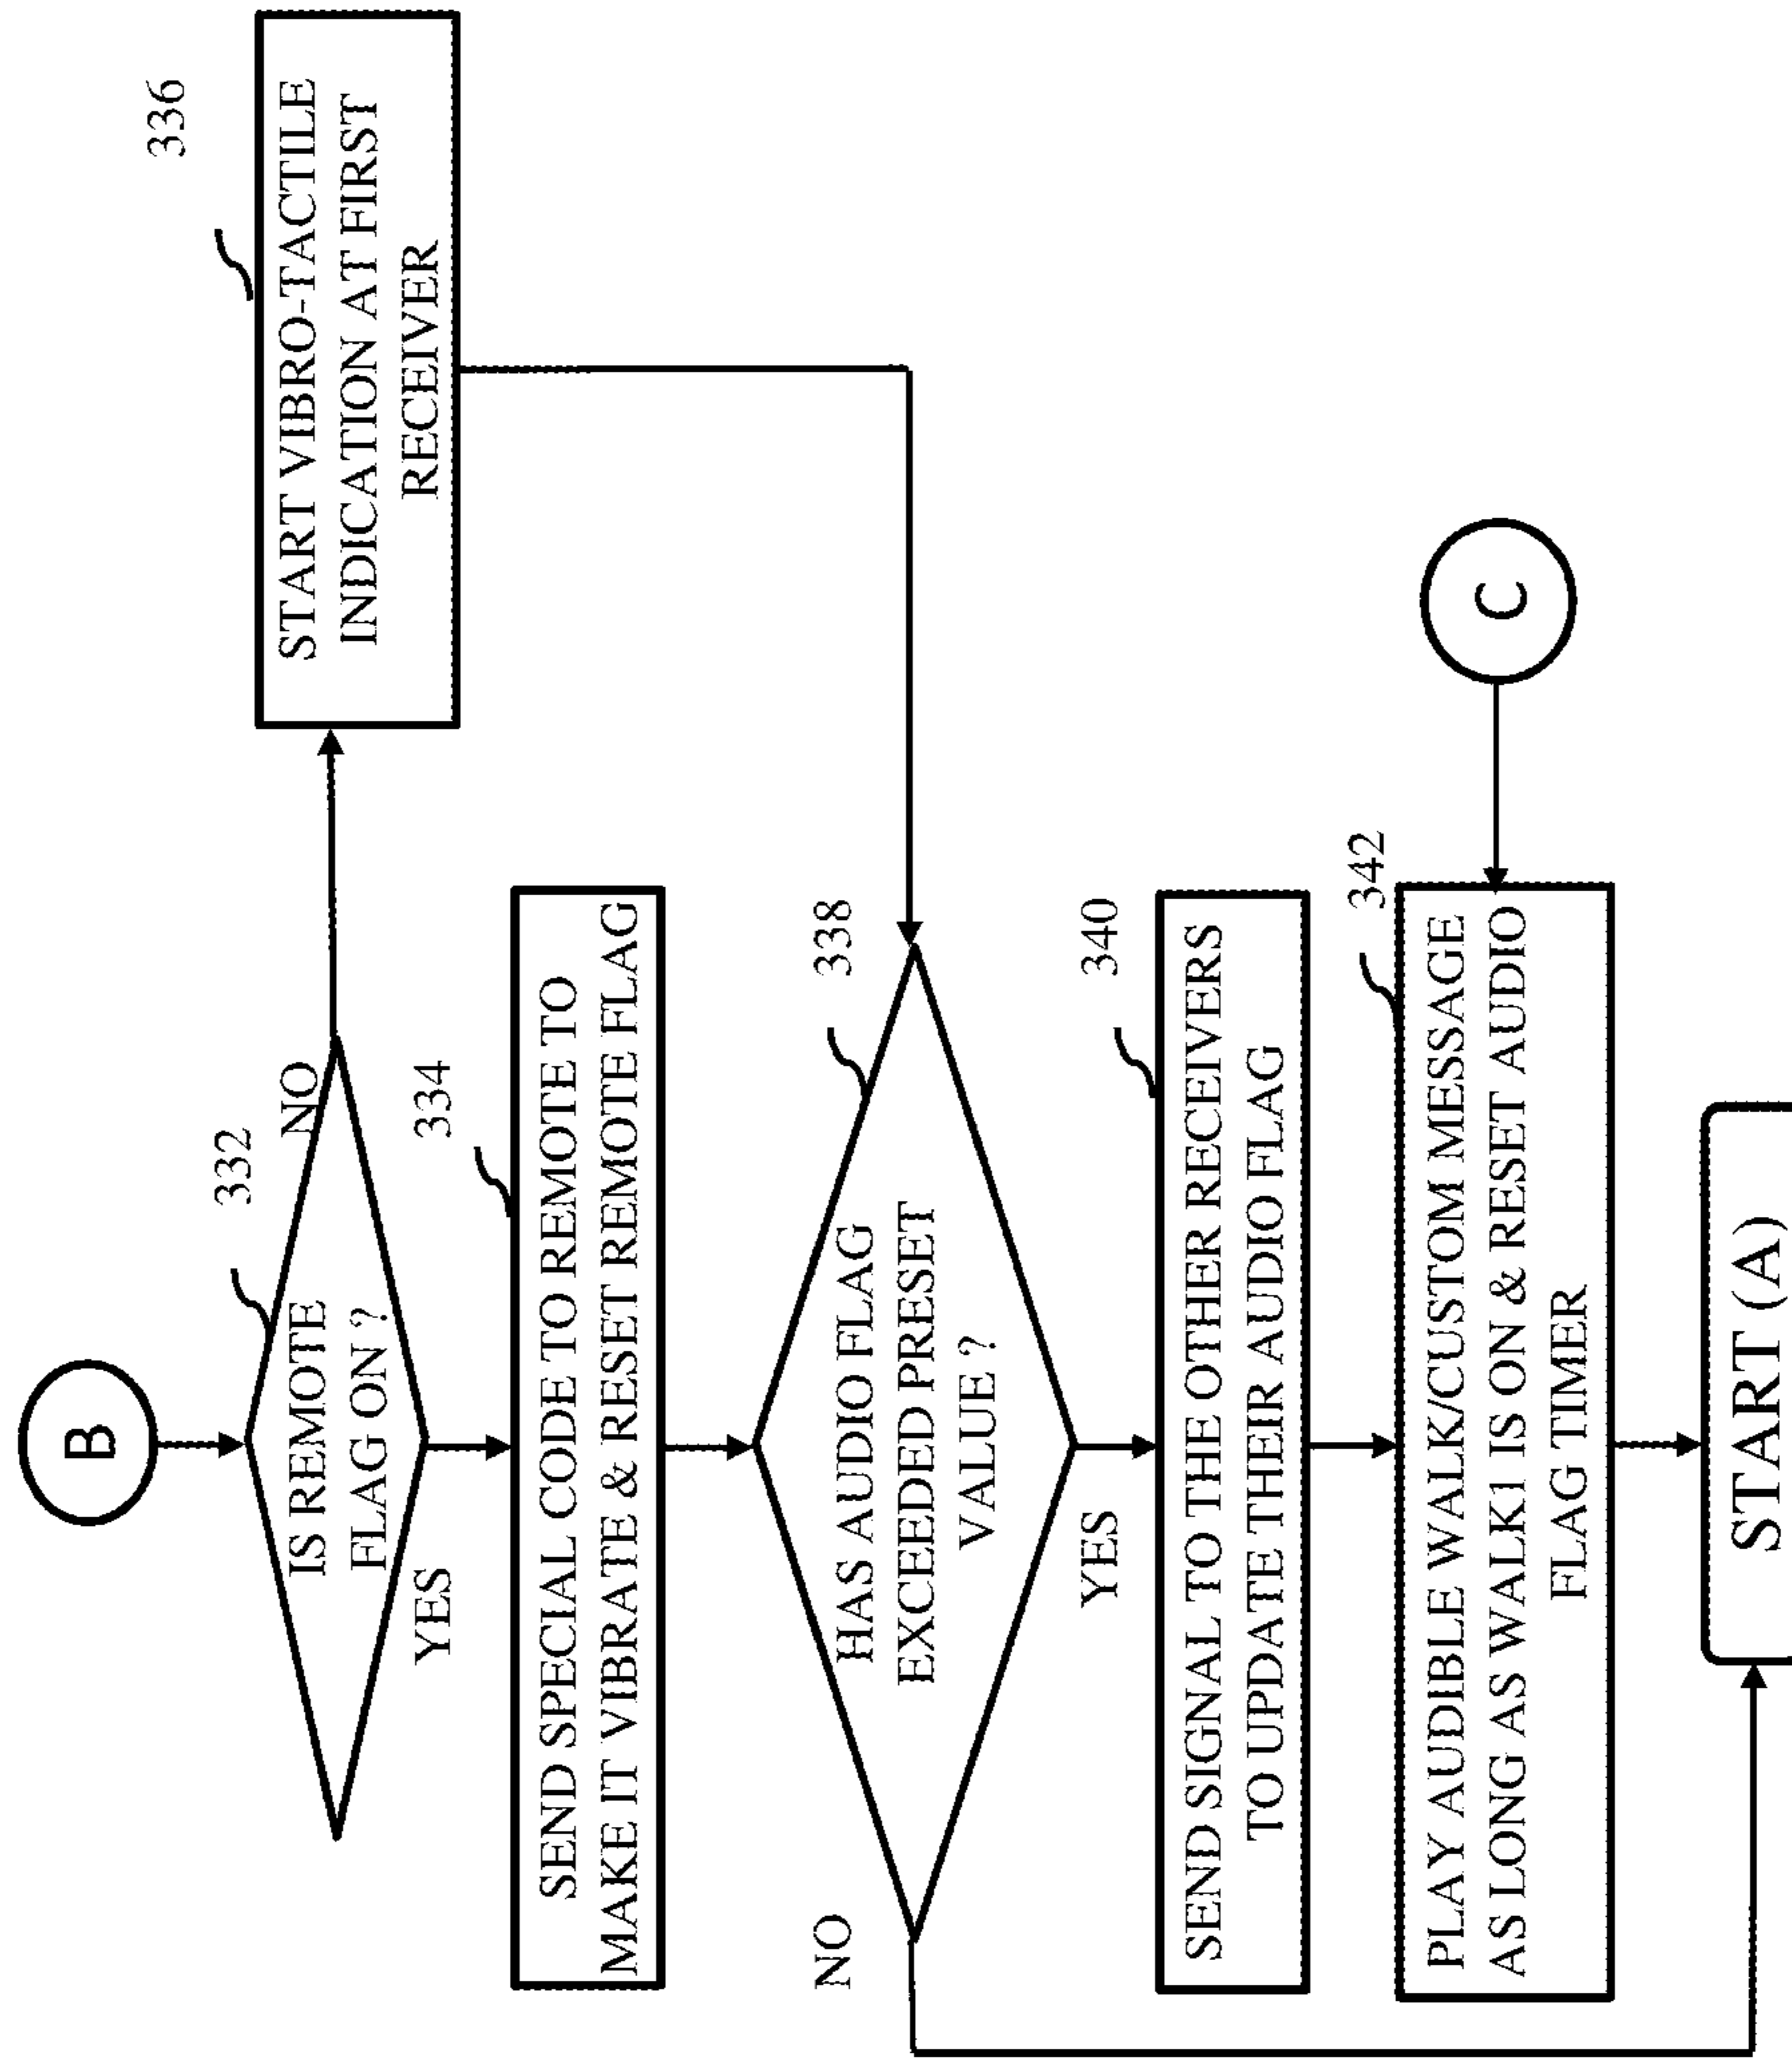 B
332
IS REMOTE
FLAG ON ?
NO
YES
336
START VIBRO-TACTILE
INDICATION AT FIRST
RECEIVER
334
SEND SPECIAL CODE TO REMOTE TO
MAKE IT VIBRATE & RESET REMOTE FLAG
338
HAS AUDIO FLAG
EXCEEDED PRESET
VALUE ?
NO
YES
340
SEND SIGNAL TO THE OTHER RECEIVERS
TO UPDATE THEIR AUDIO FLAG
342
PLAY AUDIBLE WALK/CUSTOM MESSAGE
AS LONG AS WALK1 IS ON & RESET AUDIO
FLAG TIMER
C
START (A)